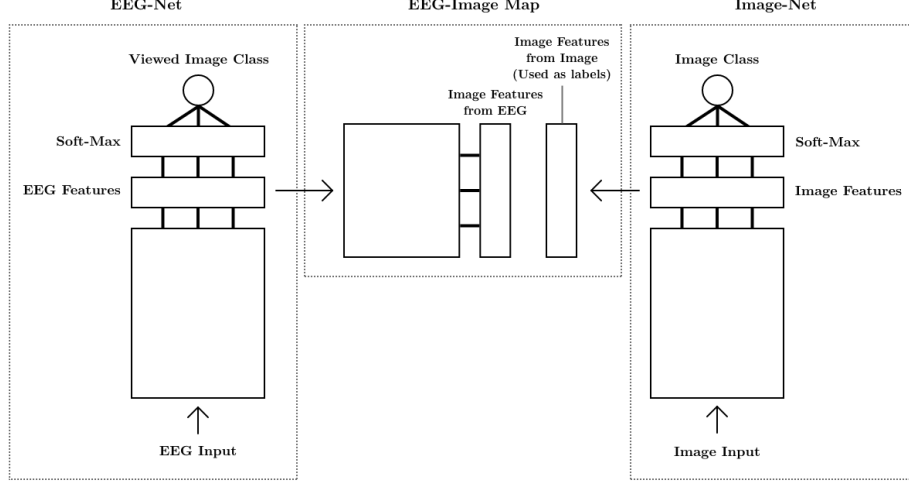 EEG-Net
EEG-Image Map
Image-Net
Viewed Image Class
Soft-Max
EEG Features
EEG Input
Image Features
from Image
(Used as labels)
Image Features
from EEG
Image Class
Soft-Max
Image Features
Image Input